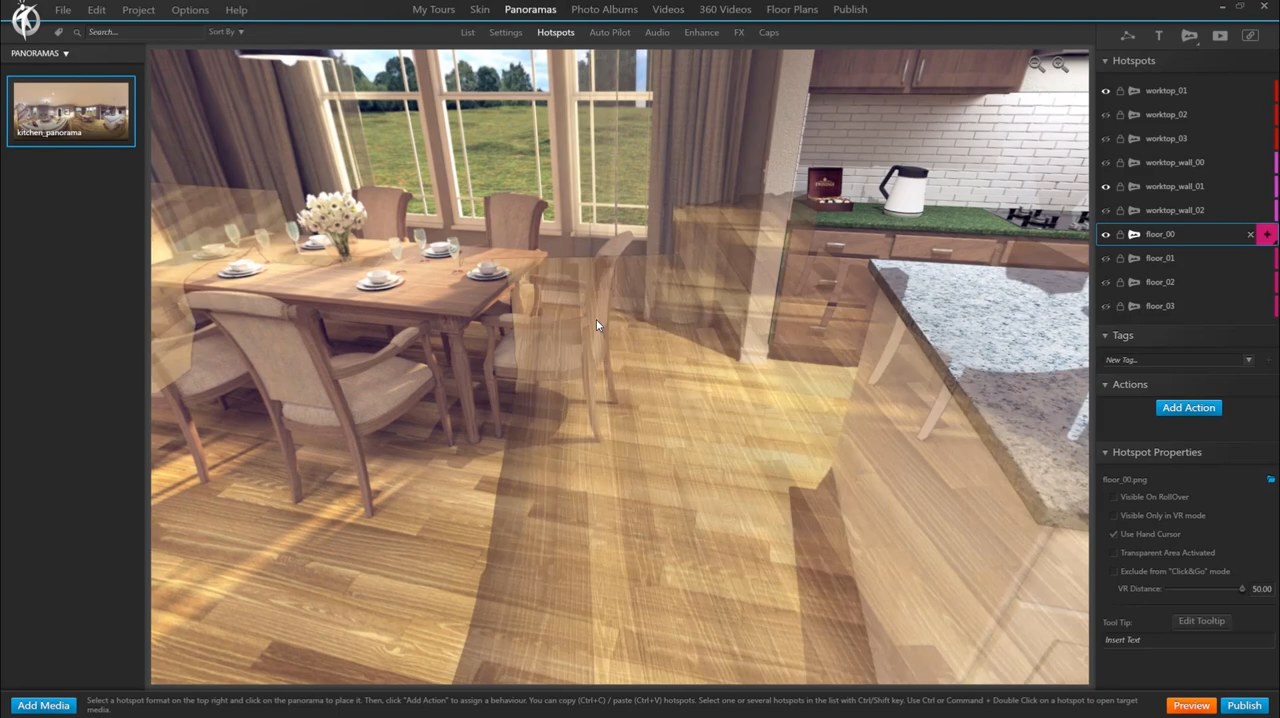 File Edit Project Options Help My Tours Skin Panoramas Photo Albums Videos 360 Videos Floor Plans Publish
Search... Sort By List Settings Hotspots Auto Pilot Audio Enhance FX Caps
PANORAMAS
kitchen_panorama
Hotspots
worktop_01
worktop_02
worktop_03
worktop_wall_00
worktop_wall_01
worktop_wall_02
floor_00
floor_01
floor_02
floor_03
Tags
New Tag...
Actions
Add Action
Hotspot Properties
floor_00.png
Visible On RollOver
Visible Only in VR mode
Use Hand Cursor
Transparent Area Activated
Exclude from "Click&Go" mode
VR Distance: 50.00
Tool Tip: Edit Tooltip
Insert Text
Add Media
Select a hotspot format on the top right and click on the panorama to place it. Then, click "Add Action" to assign a behaviour. You can copy (Ctrl+C) / paste (Ctrl+V) hotspots. Select one or several hotspots in the list with Ctrl/Shift key. Use Ctrl or Command + Double Click on a hotspot to open target
media.
Preview Publish